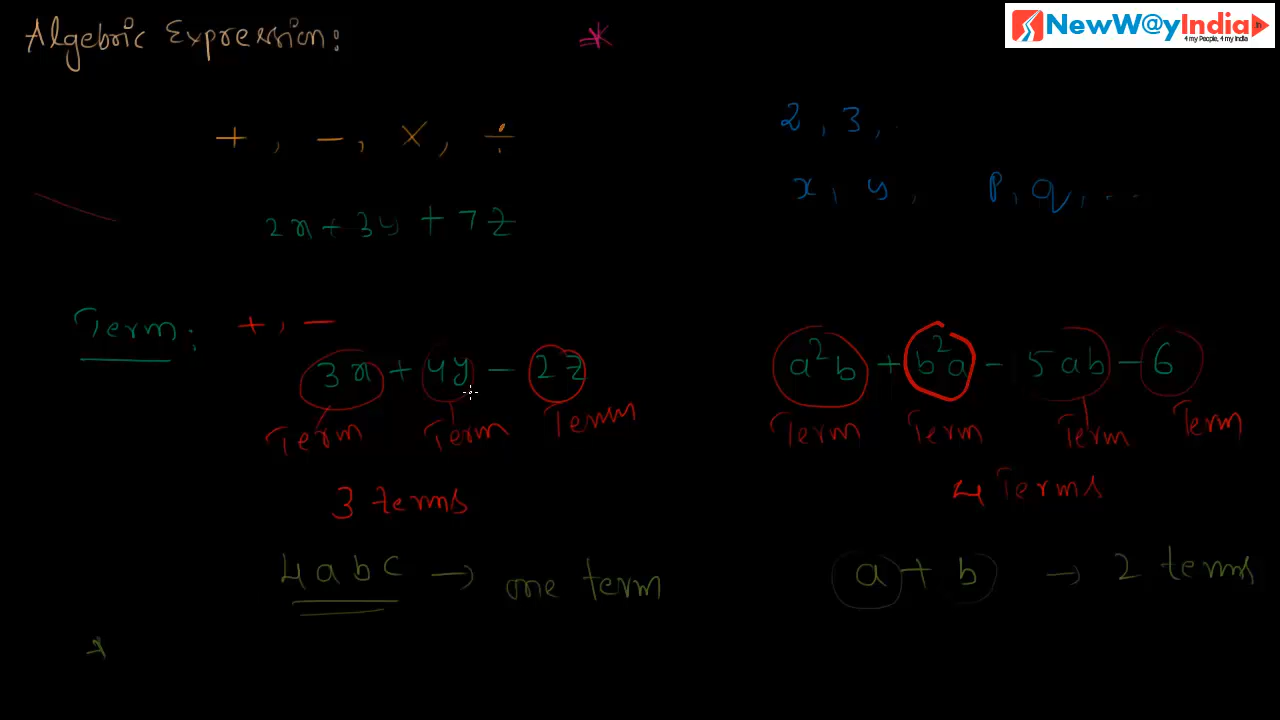 Algebric Expression:
NewW@yIndia.in
4 my People, 4 my India
+, -, ×, ÷
2, 3,
x, y, p, q, ...
2x + 3y + 7z
Term: +, -
3x + 4y - 2z
Term Term Term
3 terms
a²b + b²a - 5ab - 6
Term Term Term Term
4 Terms
4abc → one term
a + b → 2 terms